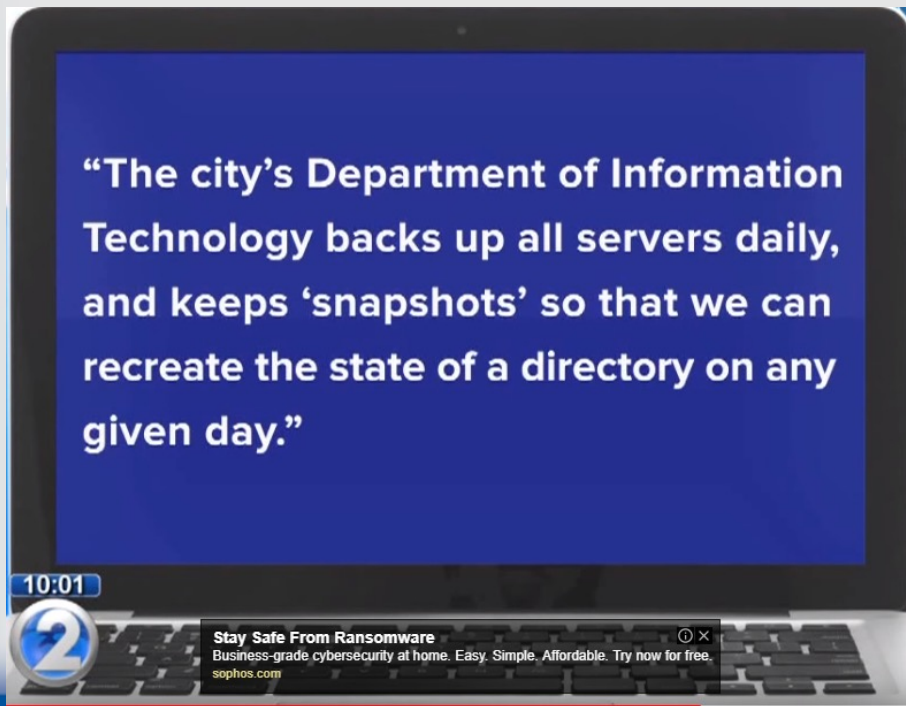 “The city’s Department of Information
Technology backs up all servers daily,
and keeps ‘snapshots’ so that we can
recreate the state of a directory on any
given day.”
10:01
2
Stay Safe From Ransomware
Business-grade cybersecurity at home. Easy. Simple. Affordable. Try now for free.
sophos.com